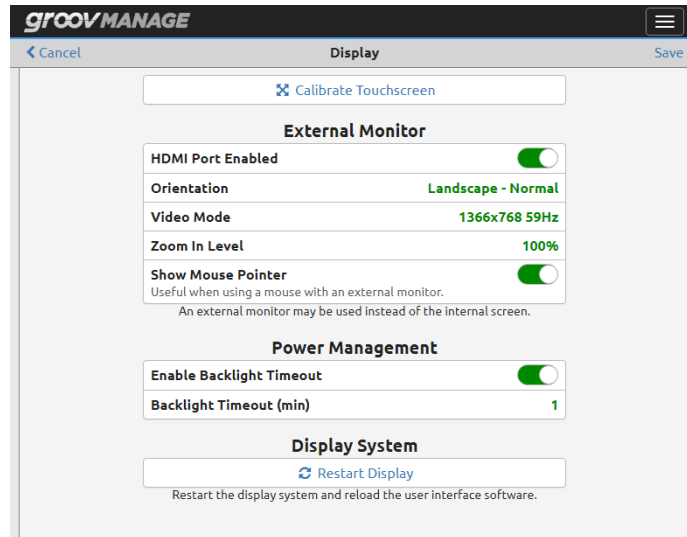 groovMANAGE
Cancel Display Save
Calibrate Touchscreen
External Monitor
HDMI Port Enabled
Orientation Landscape - Normal
Video Mode 1366x768 59Hz
Zoom In Level 100%
Show Mouse Pointer
Useful when using a mouse with an external monitor.
An external monitor may be used instead of the internal screen.
Power Management
Enable Backlight Timeout
Backlight Timeout (min) 1
Display System
Restart Display
Restart the display system and reload the user interface software.